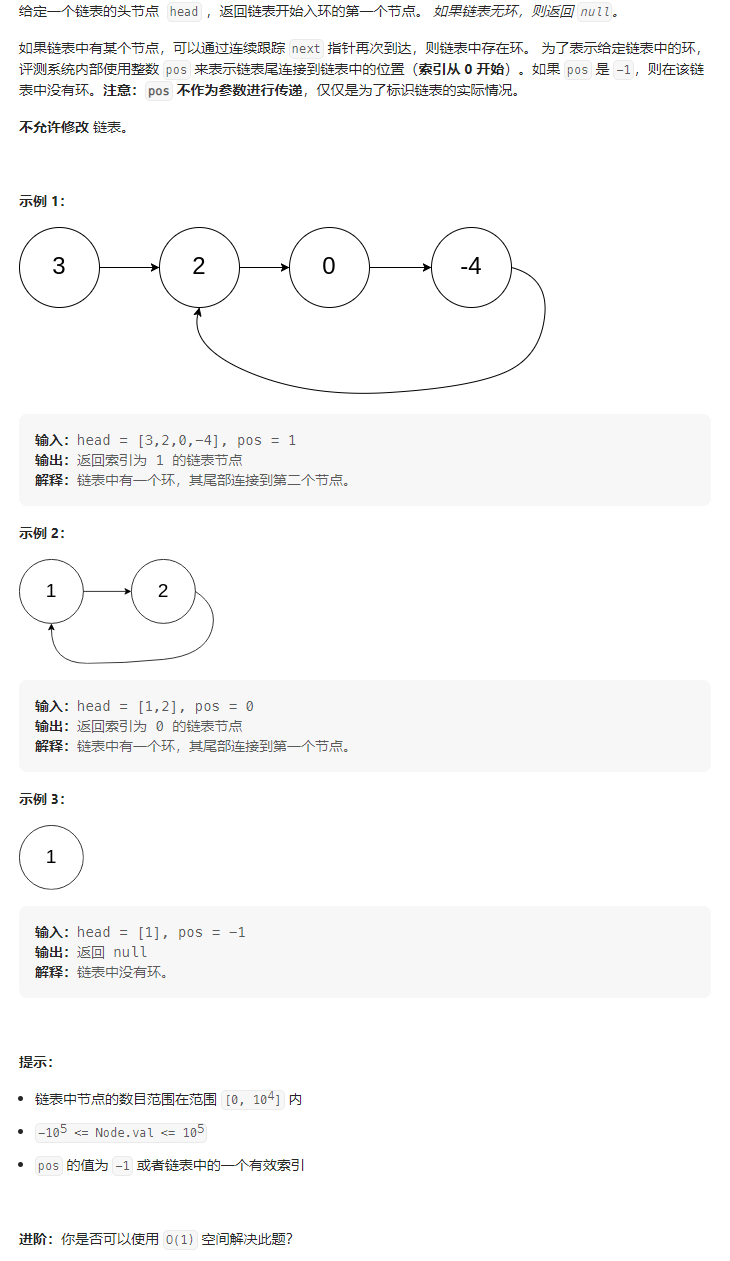 给定一个链表的头节点 head ，返回链表开始入环的第一个节点。 如果链表无环，则返回 null。
如果链表中有某个节点，可以通过连续跟踪 next 指针再次到达，则链表中存在环。 为了表示给定链表中的环，
评测系统内部使用整数 pos 来表示链表尾连接到链表中的位置（索引从 0 开始）。如果 pos 是 -1，则在该链
表中没有环。注意：pos 不作为参数进行传递，仅仅是为了标识链表的实际情况。
不允许修改 链表。
示例 1：
3 2 0 -4
输入：head = [3,2,0,-4], pos = 1
输出：返回索引为 1 的链表节点
解释：链表中有一个环，其尾部连接到第二个节点。
示例 2：
1 2
输入：head = [1,2], pos = 0
输出：返回索引为 0 的链表节点
解释：链表中有一个环，其尾部连接到第一个节点。
示例 3：
1
输入：head = [1], pos = -1
输出：返回 null
解释：链表中没有环。
提示：
• 链表中节点的数目范围在范围 [0, 10⁴] 内
• -10⁵ <= Node.val <= 10⁵
• pos 的值为 -1 或者链表中的一个有效索引
进阶：你是否可以使用 O(1) 空间解决此题？